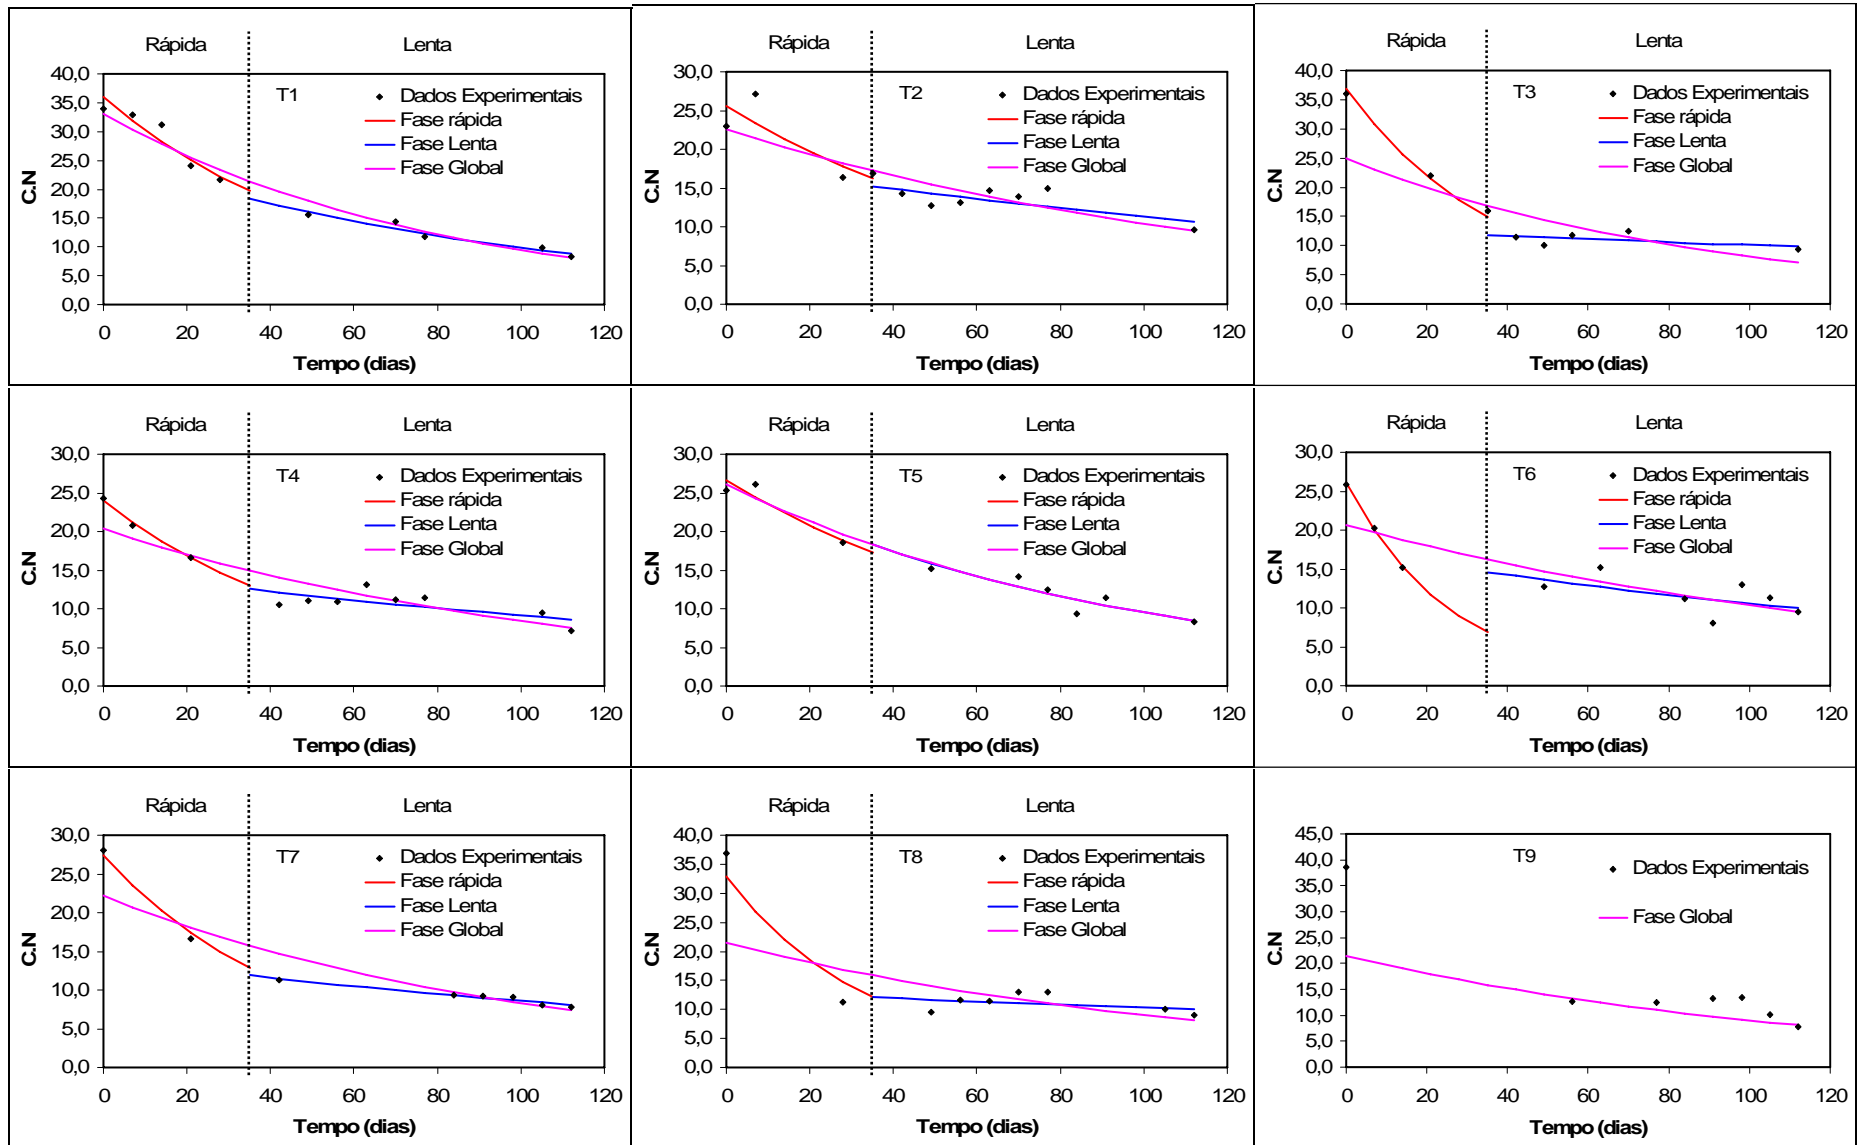 Rápida Lenta
40,0
35,0
30,0
25,0
20,0
15,0
10,0
5,0
0,0
C.N
T1
Dados Experimentais
Fase rápida
Fase Lenta
Fase Global
0 20 40 60 80 100 120
Tempo (dias)
Rápida Lenta
30,0
25,0
20,0
15,0
10,0
5,0
0,0
C.N
T2
Dados Experimentais
Fase rápida
Fase Lenta
Fase Global
0 20 40 60 80 100 120
Tempo (dias)
Rápida Lenta
40,0
35,0
30,0
25,0
20,0
15,0
10,0
5,0
0,0
C.N
T3
Dados Experimentais
Fase rápida
Fase Lenta
Fase Global
0 20 40 60 80 100 120
Tempo (dias)
Rápida Lenta
30,0
25,0
20,0
15,0
10,0
5,0
0,0
C.N
T4
Dados Experimentais
Fase rápida
Fase Lenta
Fase Global
0 20 40 60 80 100 120
Tempo (dias)
Rápida Lenta
30,0
25,0
20,0
15,0
10,0
5,0
0,0
C.N
T5
Dados Experimentais
Fase rápida
Fase Lenta
Fase Global
0 20 40 60 80 100 120
Tempo (dias)
Rápida Lenta
30,0
25,0
20,0
15,0
10,0
5,0
0,0
C.N
T6
Dados Experimentais
Fase rápida
Fase Lenta
Fase Global
0 20 40 60 80 100 120
Tempo (dias)
Rápida Lenta
30,0
25,0
20,0
15,0
10,0
5,0
0,0
C.N
T7
Dados Experimentais
Fase rápida
Fase Lenta
Fase Global
0 20 40 60 80 100 120
Tempo (dias)
Rápida Lenta
40,0
35,0
30,0
25,0
20,0
15,0
10,0
5,0
0,0
C.N
T8
Dados Experimentais
Fase rápida
Fase Lenta
Fase Global
0 20 40 60 80 100 120
Tempo (dias)
45,0
40,0
35,0
30,0
25,0
20,0
15,0
10,0
5,0
0,0
C.N
T9
Dados Experimentais
Fase Global
0 20 40 60 80 100 120
Tempo (dias)